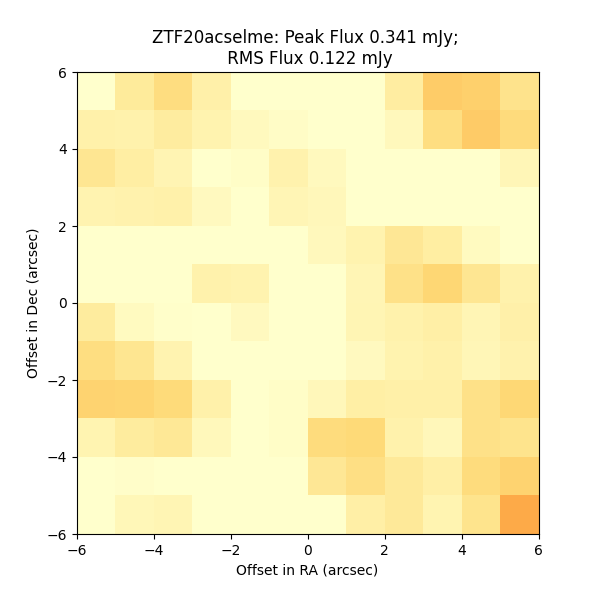 ZTF20acselme: Peak Flux 0.341 mJy;
RMS Flux 0.122 mJy
6
4
2
0
−2
−4
−6
Offset in Dec (arcsec)
−6 −4 −2 0 2 4 6
Offset in RA (arcsec)